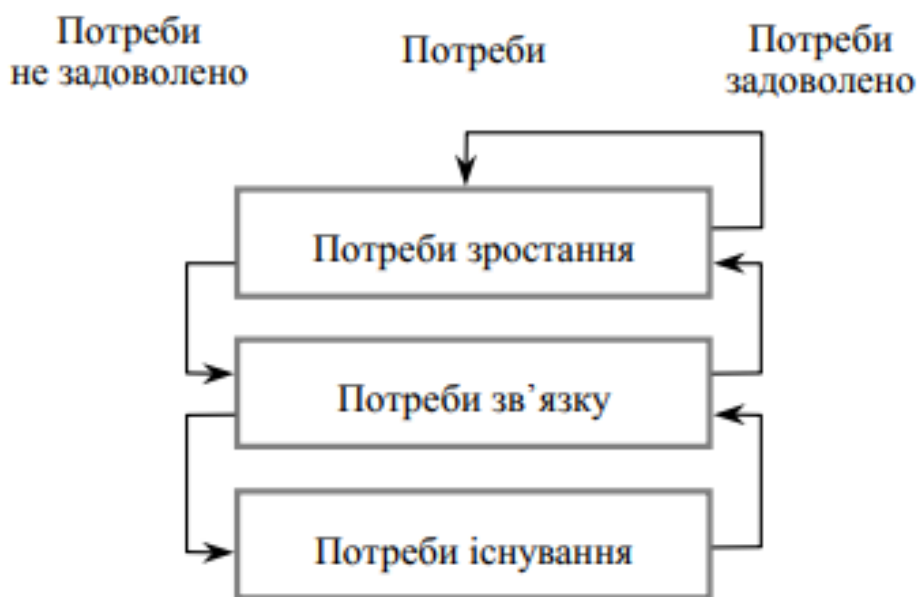 Потреби
не задоволено
Потреби
Потреби
задоволено
Потреби зростання
Потреби зв’язку
Потреби існування